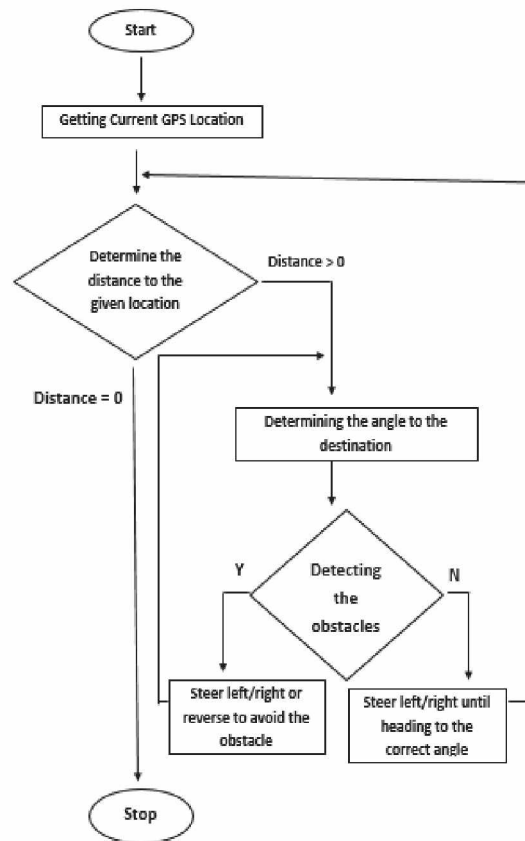 Start
Getting Current GPS Location
Determine the
distance to the
given location
Distance > 0
Distance = 0
Determining the angle to the
destination
Y
Detecting
the
obstacles
N
Steer left/right or
reverse to avoid the
obstacle
Steer left/right until
heading to the
correct angle
Stop